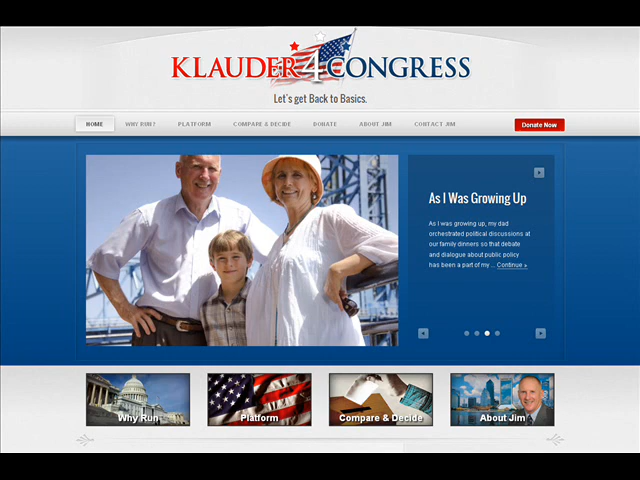 KLAUDER 4 CONGRESS
Let's get Back to Basics.
HOME WHY RUN? PLATFORM COMPARE & DECIDE DONATE ABOUT JIM CONTACT JIM Donate Now
As I Was Growing Up
As I was growing up, my dad
orchestrated political discussions at
our family dinners so that debate
and dialogue about public policy
has been a part of my ... Continue »
Why Run Platform Compare & Decide About Jim